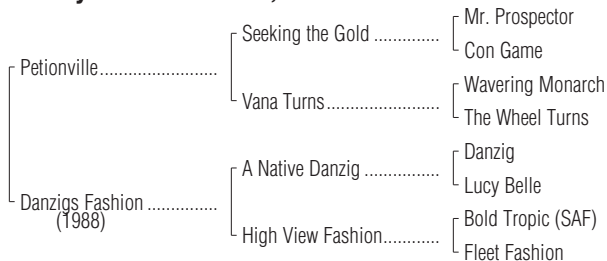 Mr. Prospector
Seeking the Gold ..............
Con Game
Petionville.........................
Wavering Monarch
Vana Turns........................
The Wheel Turns
Danzig
A Native Danzig ................
Lucy Belle
Danzigs Fashion ...............
(1988)
Bold Tropic (SAF)
High View Fashion............
Fleet Fashion